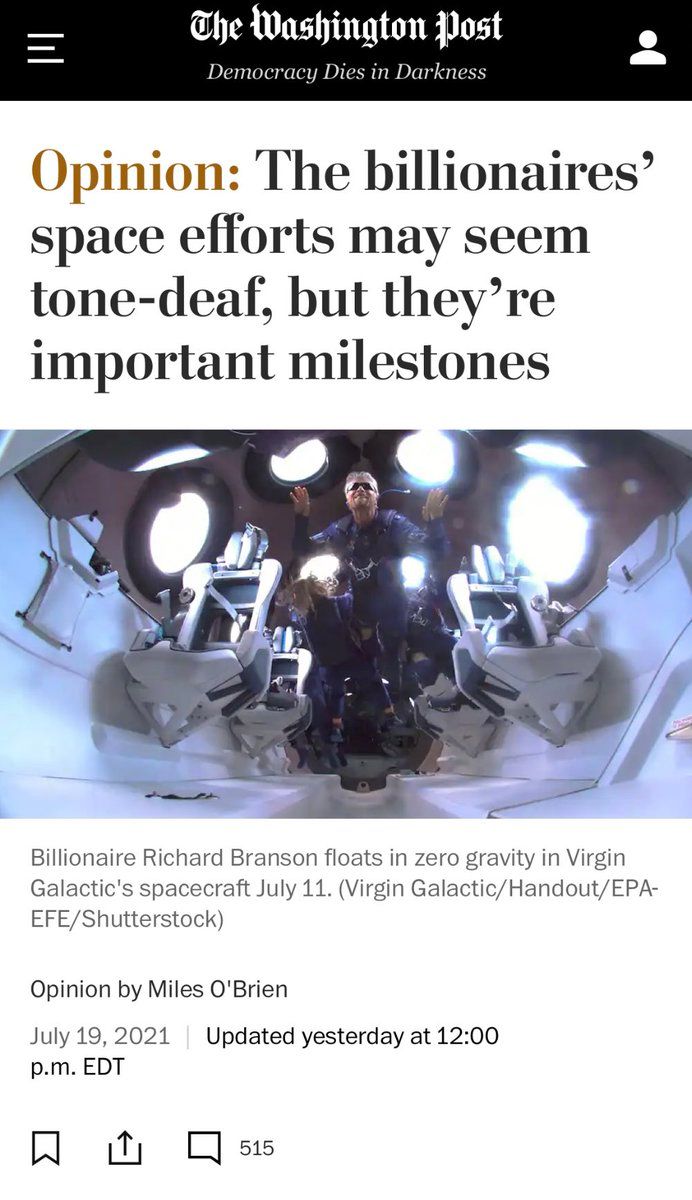 The Washington Post
Democracy Dies in Darkness
Opinion: The billionaires’
space efforts may seem
tone-deaf, but they’re
important milestones
Billionaire Richard Branson floats in zero gravity in Virgin
Galactic's spacecraft July 11. (Virgin Galactic/Handout/EPA-
EFE/Shutterstock)
Opinion by Miles O'Brien
July 19, 2021 | Updated yesterday at 12:00
p.m. EDT
515